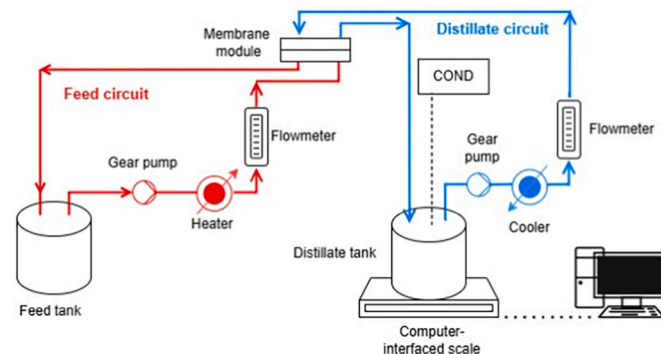 Membrane
module
Distillate circuit
COND
Feed circuit
Flowmeter
Flowmeter
Gear pump
Gear
pump
Heater
Cooler
Distillate tank
Feed tank
Computer-
interfaced scale